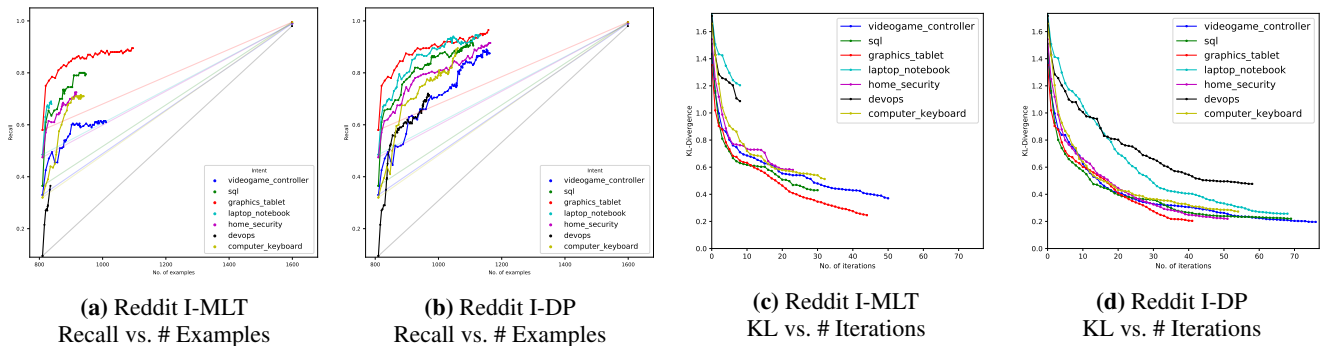 1.0
0.8
0.6
0.4
0.2
Recall
800
1000
1200
1400
1600
No. of examples
Intent
videogame_controller
sql
graphics_tablet
laptop_notebook
home_security
devops
computer_keyboard
(a) Reddit I-MLT
Recall vs. # Examples
1.0
0.8
0.6
0.4
0.2
800
1000
1200
1400
1600
No. of examples
Intent
videogame_controller
sql
graphics_tablet
laptop_notebook
home_security
devops
computer_keyboard
(b) Reddit I-DP
Recall vs. # Examples
1.6
1.4
1.2
1.0
0.8
0.6
0.4
0.2
0.0
KL-Divergence
0
10
20
30
40
50
60
70
No. of iterations
videogame_controller
sql
graphics_tablet
laptop_notebook
home_security
devops
computer_keyboard
(c) Reddit I-MLT
KL vs. # Iterations
1.6
1.4
1.2
1.0
0.8
0.6
0.4
0.2
0.0
KL-Divergence
0
10
20
30
40
50
60
70
No. of iterations
videogame_controller
sql
graphics_tablet
laptop_notebook
home_security
devops
computer_keyboard
(d) Reddit I-DP
KL vs. # Iterations